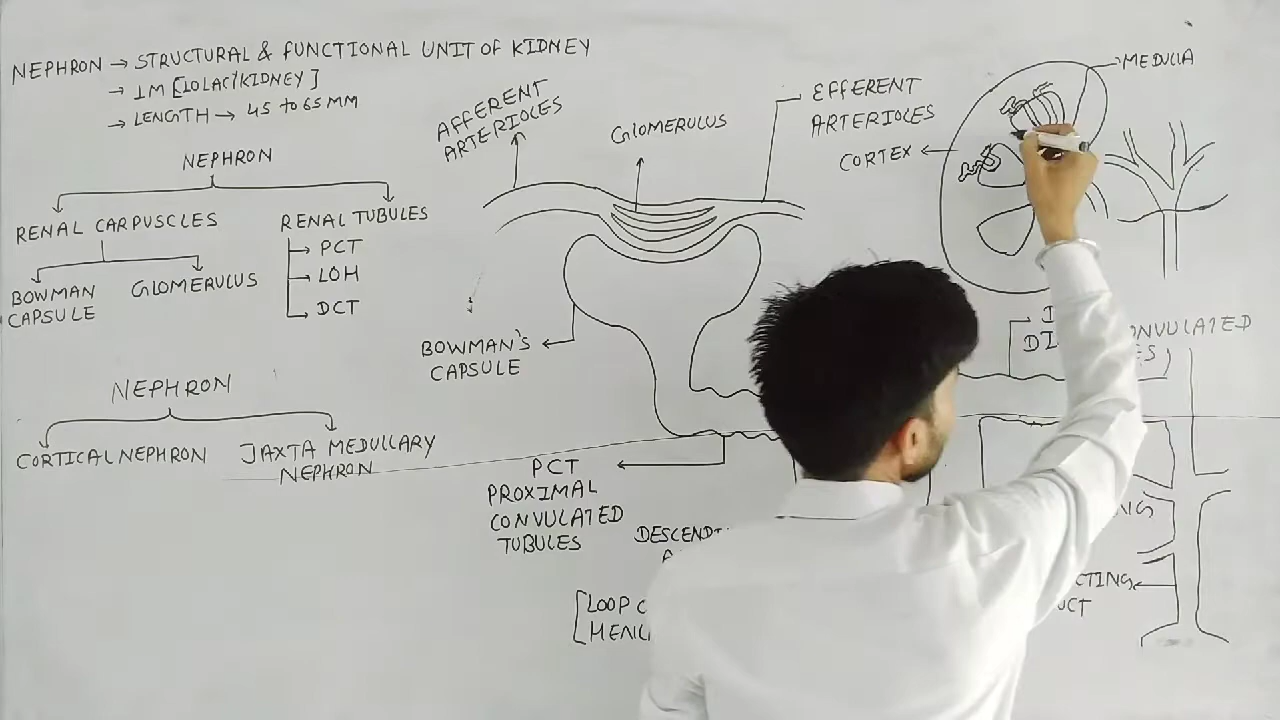 NEPHRON → STRUCTURAL & FUNCTIONAL UNIT OF KIDNEY
→ 1M [10LAC/KIDNEY]
→ LENGTH → 45 to 65 MM
NEPHRON
RENAL CARPUSCLES
BOWMAN
CAPSULE
GLOMERULUS
RENAL TUBULES
PCT
LOH
DCT
NEPHRON
CORTICAL NEPHRON
JAXTA MEDULLARY
NEPHRON
AFFERENT
ARTERIOLES
GLOMERULUS
EFFERENT
ARTERIOLES
BOWMAN'S
CAPSULE
PCT
PROXIMAL
CONVULATED
TUBULES
LOOP
MEDULLA
CORTEX